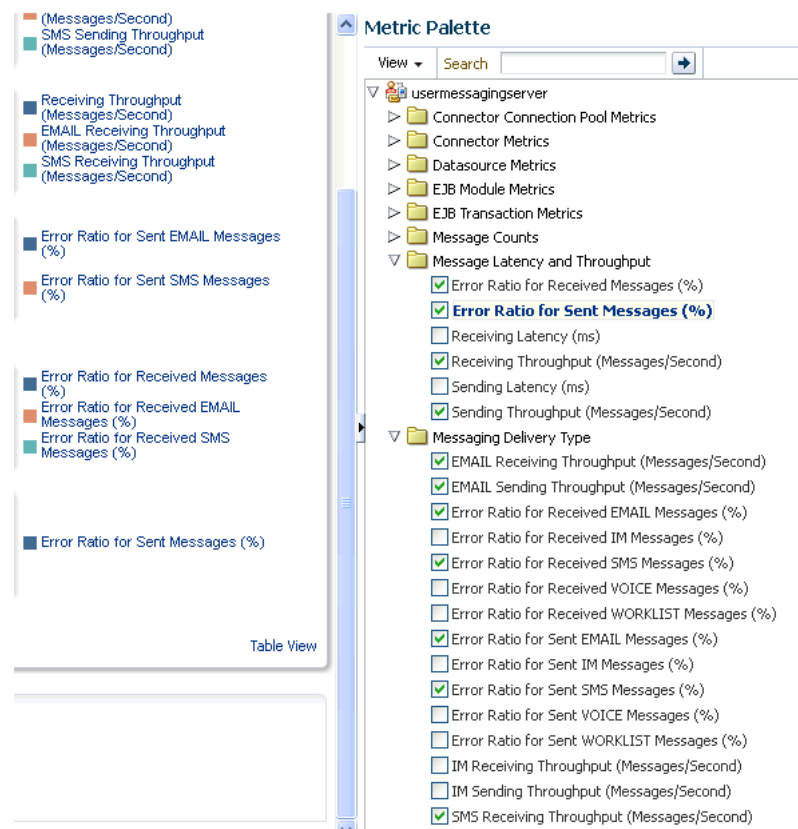 (Messages/Second)
SMS Sending Throughput
(Messages/Second)
Receiving Throughput
(Messages/Second)
EMAIL Receiving Throughput
(Messages/Second)
SMS Receiving Throughput
(Messages/Second)
Error Ratio for Sent EMAIL Messages
(%)
Error Ratio for Sent SMS Messages
(%)
Error Ratio for Received Messages
(%)
Error Ratio for Received EMAIL
Messages (%)
Error Ratio for Received SMS
Messages (%)
Error Ratio for Sent Messages (%)
Table View
Metric Palette
View
Search
usermessagingserver
Connector Connection Pool Metrics
Connector Metrics
Datasource Metrics
EJB Module Metrics
EJB Transaction Metrics
Message Counts
Message Latency and Throughput
Error Ratio for Received Messages (%)
Error Ratio for Sent Messages (%)
Receiving Latency (ms)
Receiving Throughput (Messages/Second)
Sending Latency (ms)
Sending Throughput (Messages/Second)
Messaging Delivery Type
EMAIL Receiving Throughput (Messages/Second)
EMAIL Sending Throughput (Messages/Second)
Error Ratio for Received EMAIL Messages (%)
Error Ratio for Received IM Messages (%)
Error Ratio for Received SMS Messages (%)
Error Ratio for Received VOICE Messages (%)
Error Ratio for Received WORKLIST Messages (%)
Error Ratio for Sent EMAIL Messages (%)
Error Ratio for Sent IM Messages (%)
Error Ratio for Sent SMS Messages (%)
Error Ratio for Sent VOICE Messages (%)
Error Ratio for Sent WORKLIST Messages (%)
IM Receiving Throughput (Messages/Second)
IM Sending Throughput (Messages/Second)
SMS Receiving Throughput (Messages/Second)